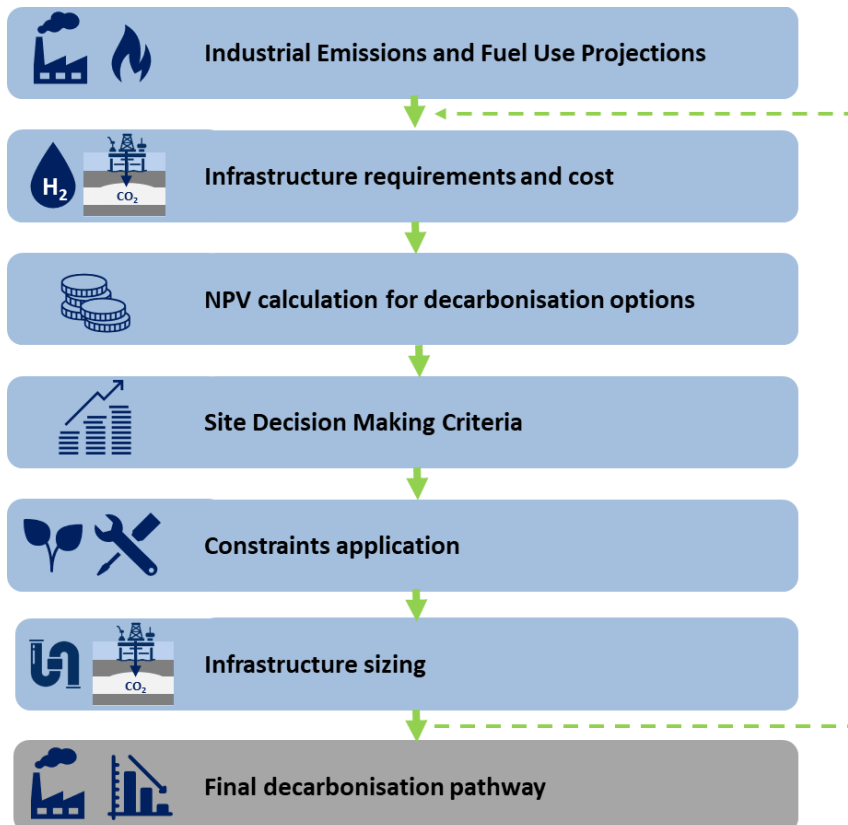 Industrial Emissions and Fuel Use Projections
H₂
CO₂
Infrastructure requirements and cost
NPV calculation for decarbonisation options
Site Decision Making Criteria
Constraints application
CO₂
Infrastructure sizing
Final decarbonisation pathway